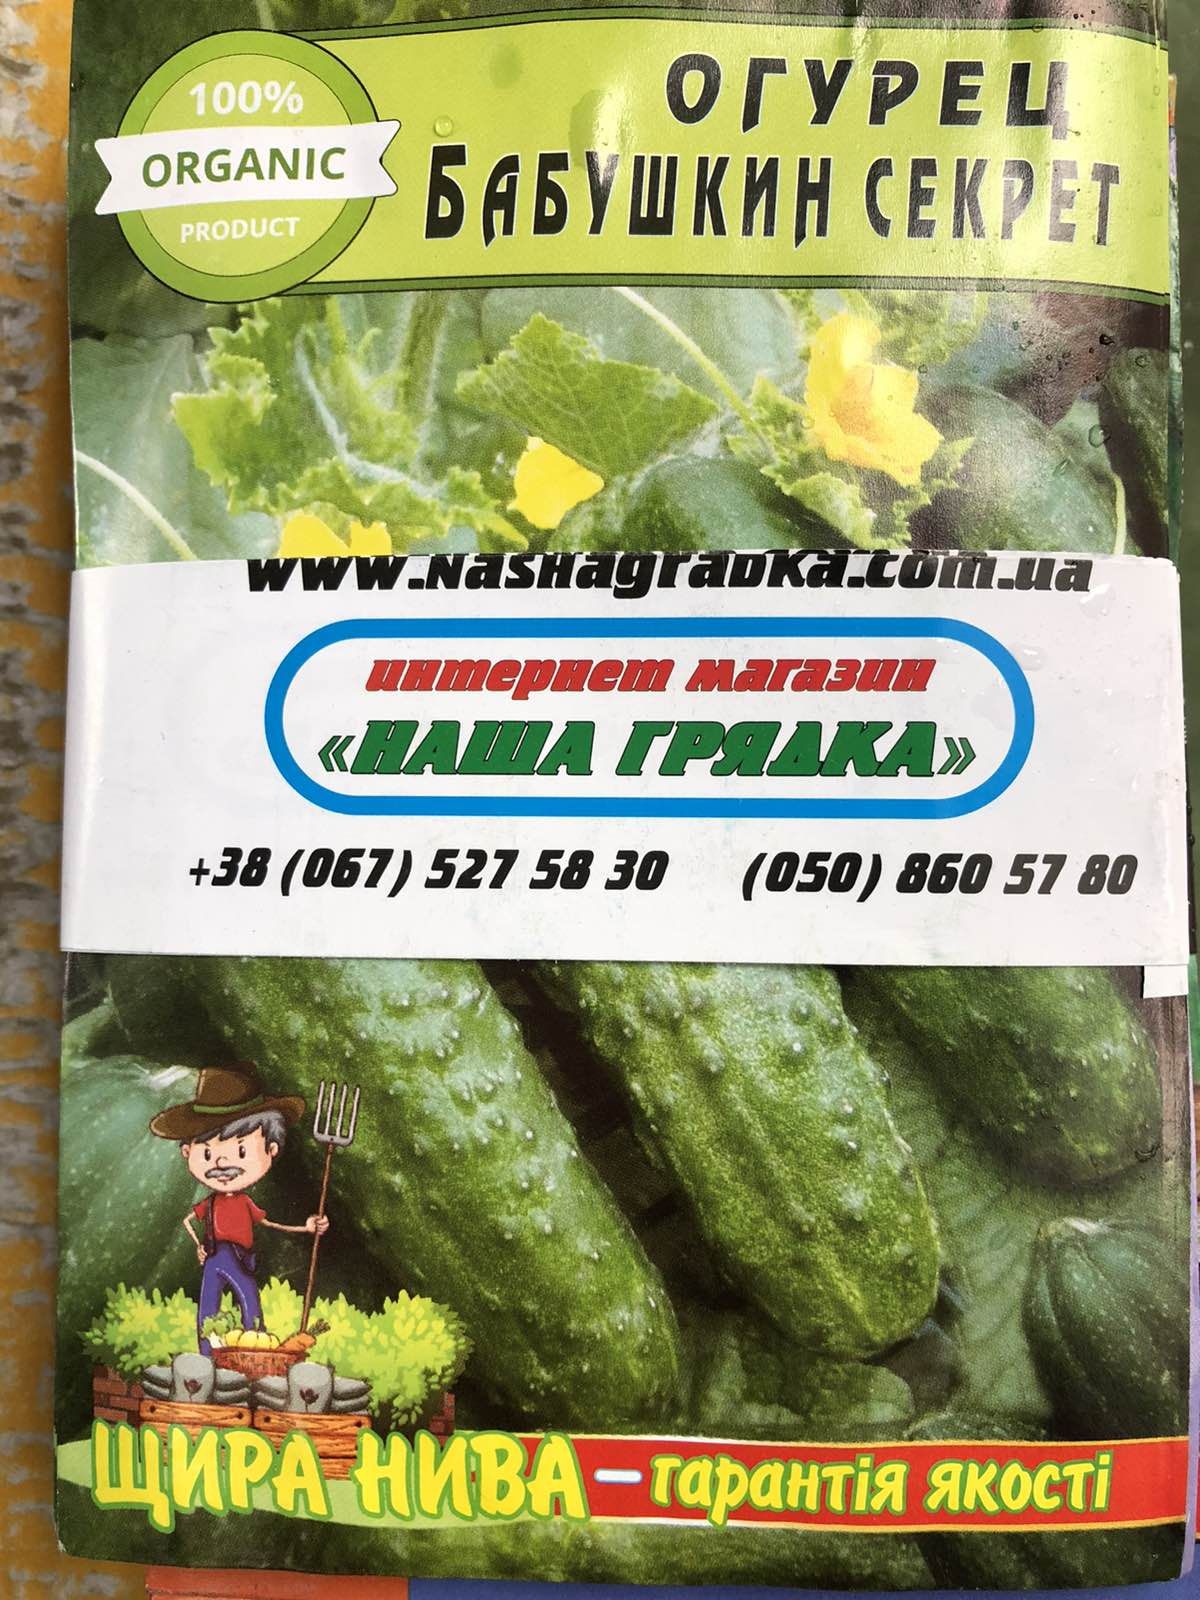 100%
ORGANIC
PRODUCT
ОГУРЕЦ
БАБУШКИН СЕКРЕТ
www.nashagradka.com.ua
интернет магазин
«НАША ГРЯДКА»
+38 (067) 527 58 30 (050) 860 57 80
ЩИРА НИВА – гарантія якості